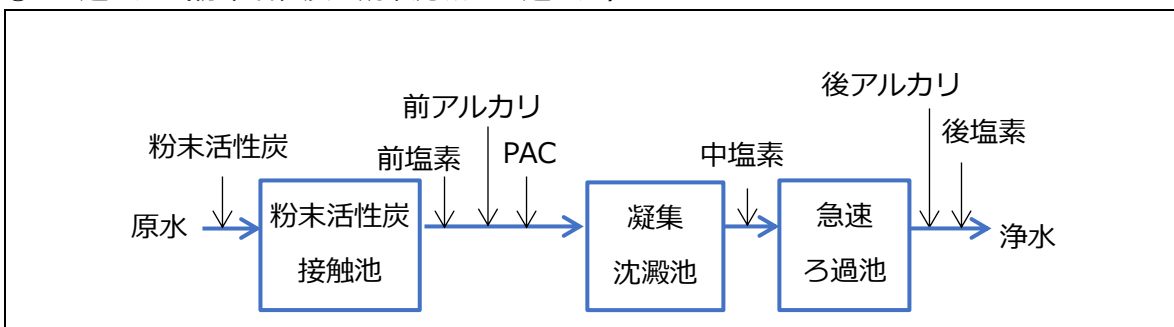 粉末活性炭
前アルカリ
前塩素
PAC
中塩素
後アルカリ
後塩素
原水
粉末活性炭
接触池
凝集
沈澱池
急速
ろ過池
浄水